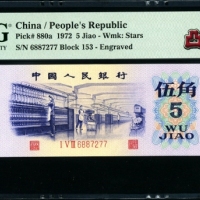 G China / People's Republic
Pick# 880a 1972 5 Jiao - Wmk: Stars
S/N 6887277 Block 153 - Engraved
凸
中国人民银行
伍角
5
WU
JIAO
I V III 6887277